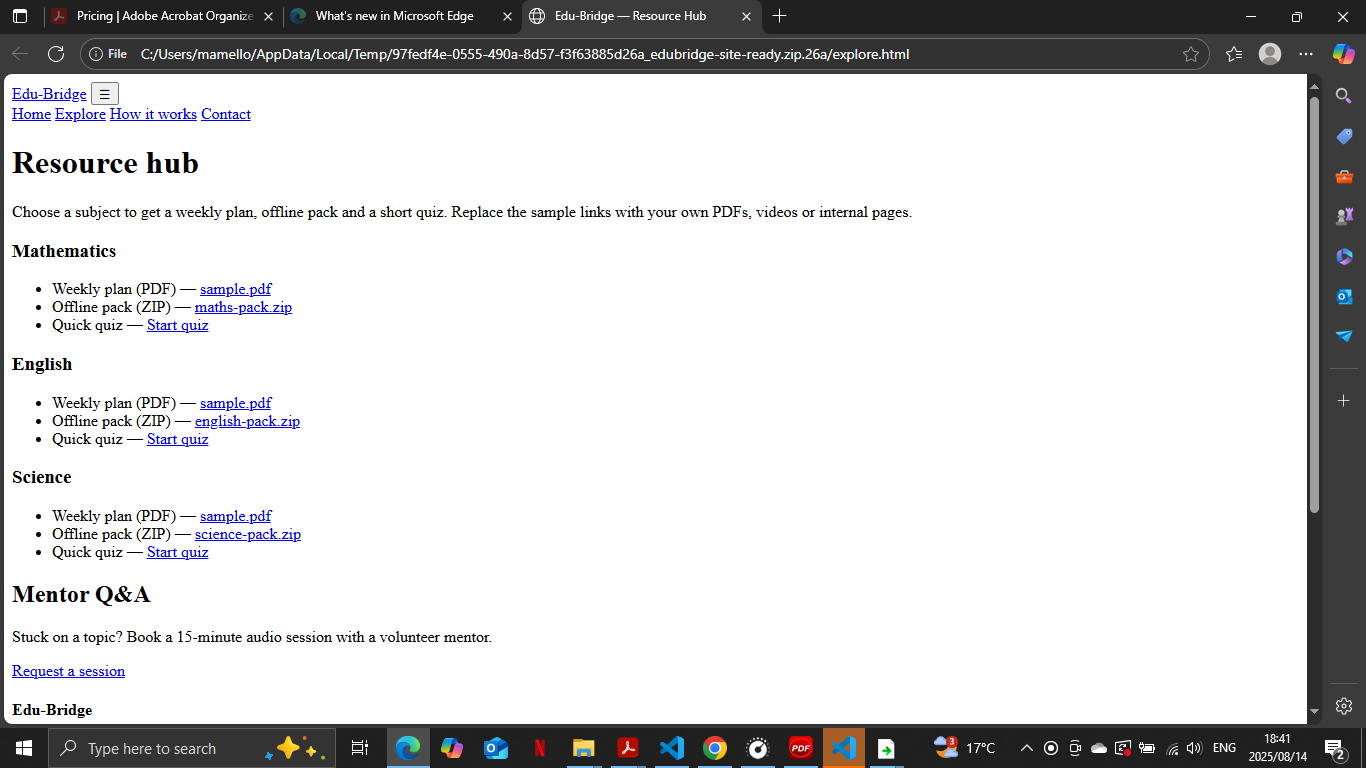 Pricing | Adobe Acrobat Organize
What's new in Microsoft Edge
Edu-Bridge — Resource Hub
File C:/Users/mamello/AppData/Local/Temp/97fedf4e-0555-490a-8d57-f3f63885d26a_edubridge-site-ready.zip.26a/explore.html
Edu-Bridge ☰
Home Explore How it works Contact
Resource hub
Choose a subject to get a weekly plan, offline pack and a short quiz. Replace the sample links with your own PDFs, videos or internal pages.
Mathematics
• Weekly plan (PDF) — sample.pdf
• Offline pack (ZIP) — maths-pack.zip
• Quick quiz — Start quiz
English
• Weekly plan (PDF) — sample.pdf
• Offline pack (ZIP) — english-pack.zip
• Quick quiz — Start quiz
Science
• Weekly plan (PDF) — sample.pdf
• Offline pack (ZIP) — science-pack.zip
• Quick quiz — Start quiz
Mentor Q&A
Stuck on a topic? Book a 15-minute audio session with a volunteer mentor.
Request a session
Edu-Bridge
Type here to search
N
PDF
3
17°C
ENG
18:41
2025/08/14
2